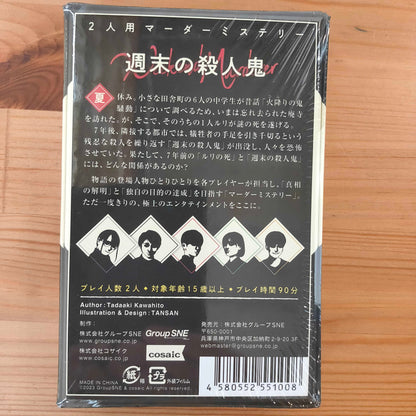 2人用マーダーミステリー
Weekend Murder
週末の殺人鬼
夏休み。小さな田舎町の6人の中学生が昔話「火降りの鬼
騒動」について調べるため、いまは忘れ去られた廃寺
を訪れた。が、そこで、そのうちの1人ルリが謎の死を遂げる。
7年後、隣接する都市では、犠牲者の手足を引き千切るという
残忍な殺人を繰り返す「週末の殺人鬼」が出没し、人々を恐怖
させていた。果たして、7年前の「ルリの死」と「週末の殺人鬼」
には、どんな関係があるのか?
物語の登場人物ひとりひとりを各プレイヤーが担当し、「真相
の解明」と「独自の目的の達成」を目指す「マーダーミステリー」。
ただ一度きりの、極上のエンタテインメントをここに。
プレイ人数2人 ◆ 対象年齢15歳以上 ◆ プレイ時間90分
Author : Tadaaki Kawahito
Illustration & Design : TANSAN
制作:
株式会社グループSNE Group SNE
www.groupsne.co.jp
株式会社コザイク cosaic
www.cosaic.co.jp
発売元:株式会社グループSNE
〒650-0001
兵庫県神戸市中央区加納町2-9-20 3F
webmaster@groupsne.co.jp
MADE IN CHINA
©2023 GroupSNE & cosaic All rights reserved.
紙
箱
プラ
外装フィルム
4 580552 551008